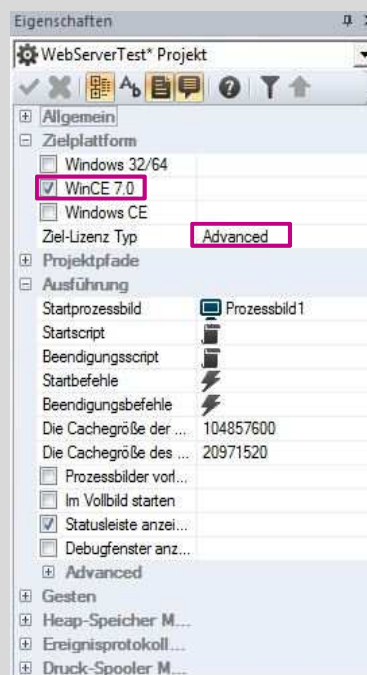 Eigenschaften
WebServerTest* Projekt
Allgemein
Zielplattform
Windows 32/64
WinCE 7.0
Windows CE
Ziel-Lizenz Typ Advanced
Projektpfade
Ausführung
Startprozessbild Prozessbild1
Startscript
Beendigungsscript
Startbefehle
Beendigungsbefehle
Die Cachegröße der ... 104857600
Die Cachegröße des ... 20971520
Prozessbilder vorl...
Im Vollbild starten
Statusleiste anzei...
Debugfenster anz...
Advanced
Gesten
Heap-Speicher M...
Ereignisprotokoll...
Druck-Spooler M...